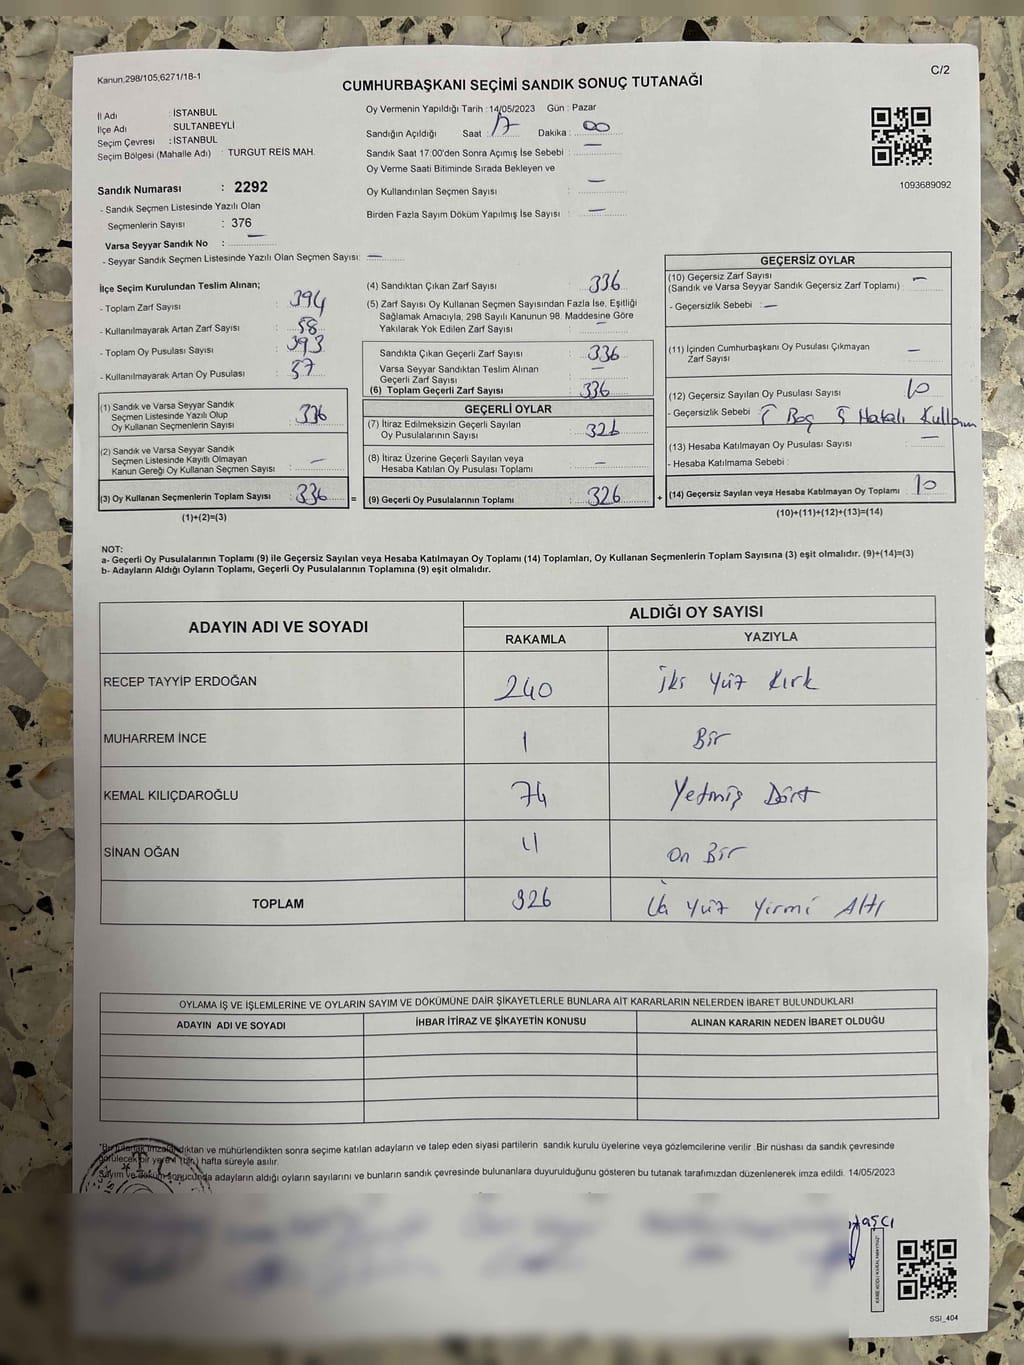 Kanun;298/105;6271/18-1
C/2
CUMHURBAŞKANI SEÇİMİ SANDIK SONUÇ TUTANAĞI
İl Adı : İSTANBUL
İlçe Adı SULTANBEYLİ
Seçim Çevresi : İSTANBUL
Seçim Bölgesi (Mahalle Adı) : TURGUT REİS MAH.
Sandık Numarası : 2292
- Sandık Seçmen Listesinde Yazılı Olan
Seçmenlerin Sayısı : 376
Varsa Seyyar Sandık No : —
- Seyyar Sandık Seçmen Listesinde Yazılı Olan Seçmen Sayısı: —
Oy Vermenin Yapıldığı Tarih : 14/05/2023 Gün : Pazar
Sandığın Açıldığı Saat : 17 Dakika : 00
Sandık Saat 17:00'den Sonra Açımış İse Sebebi : —
Oy Verme Saati Bitiminde Sırada Bekleyen ve
Oy Kullandırılan Seçmen Sayısı : —
Birden Fazla Sayım Döküm Yapılmış İse Sayısı : —
1093689092
İlçe Seçim Kurulundan Teslim Alınan;
- Toplam Zarf Sayısı : 394
- Kullanılmayarak Artan Zarf Sayısı : 58
- Toplam Oy Pusulası Sayısı : 393
- Kullanılmayarak Artan Oy Pusulası : 57
(1) Sandık ve Varsa Seyyar Sandık
Seçmen Listesinde Yazılı Olup
Oy Kullanan Seçmenlerin Sayısı : 336
(2) Sandık ve Varsa Seyyar Sandık
Seçmen Listesinde Kayıtlı Olmayan
Kanun Gereği Oy Kullanan Seçmen Sayısı : —
(3) Oy Kullanan Seçmenlerin Toplam Sayısı : 336 =
(1)+(2)=(3)
(4) Sandıktan Çıkan Zarf Sayısı : 336
(5) Zarf Sayısı Oy Kullanan Seçmen Sayısından Fazla İse, Eşitliği
Sağlamak Amacıyla, 298 Sayılı Kanunun 98. Maddesine Göre
Yakılarak Yok Edilen Zarf Sayısı : —
Sandıkta Çıkan Geçerli Zarf Sayısı : 336
Varsa Seyyar Sandıktan Teslim Alınan
Geçerli Zarf Sayısı : —
(6) Toplam Geçerli Zarf Sayısı : 336
GEÇERLİ OYLAR
(7) İtiraz Edilmeksizin Geçerli Sayılan
Oy Pusulalarının Sayısı : 326
(8) İtiraz Üzerine Geçerli Sayılan veya
Hesaba Katılan Oy Pusulası Toplamı : —
(9) Geçerli Oy Pusulalarının Toplamı : 326 +
GEÇERSİZ OYLAR
(10) Geçersiz Zarf Sayısı : —
(Sandık ve Varsa Seyyar Sandık Geçersiz Zarf Toplamı)
- Geçersizlik Sebebi : —
(11) İçinden Cumhurbaşkanı Oy Pusulası Çıkmayan
Zarf Sayısı : —
(12) Geçersiz Sayılan Oy Pusulası Sayısı : 10
- Geçersizlik Sebebi : 5 Boş 5 Hatalı Kullanım
(13) Hesaba Katılmayan Oy Pusulası Sayısı : —
- Hesaba Katılmama Sebebi :
(14) Geçersiz Sayılan veya Hesaba Katılmayan Oy Toplamı : 10
(10)+(11)+(12)+(13)=(14)
NOT:
a- Geçerli Oy Pusulalarının Toplamı (9) ile Geçersiz Sayılan veya Hesaba Katılmayan Oy Toplamı (14) Toplamları, Oy Kullanan Seçmenlerin Toplam Sayısına (3) eşit olmalıdır. (9)+(14)=(3)
b- Adayların Aldığı Oyların Toplamı, Geçerli Oy Pusulalarının Toplamına (9) eşit olmalıdır.
ADAYIN ADI VE SOYADI ALDIĞI OY SAYISI
RAKAMLA YAZIYLA
RECEP TAYYİP ERDOĞAN 240 iki Yüz Kırk
MUHARREM İNCE 1 Bir
KEMAL KILIÇDAROĞLU 74 Yetmiş Dört
SİNAN OĞAN 11 On Bir
TOPLAM 326 Üç Yüz Yirmi Altı
OYLAMA İŞ VE İŞLEMLERİNE VE OYLARIN SAYIM VE DÖKÜMÜNE DAİR ŞİKAYETLERLE BUNLARA AİT KARARLARIN NELERDEN İBARET BULUNDUKLARI
ADAYIN ADI VE SOYADI İHBAR İTİRAZ VE ŞİKAYETİN KONUSU ALINAN KARARIN NEDEN İBARET OLDUĞU
"Bu tutanak imzalandıktan ve mühürlendikten sonra seçime katılan adayların ve talep eden siyasi partilerin sandık kurulu üyelerine veya gözlemcilerine verilir. Bir nüshası da sandık çevresinde
görülecek bir yere 1 (bir) hafta süreyle asılır.
Sayım ve döküm sonucunda adayların aldığı oyların sayılarını ve bunların sandık çevresinde bulunanlara duyurulduğunu gösteren bu tutanak tarafımızdan düzenlenerek imza edildi. 14/05/2023
T.C.
SSI_404